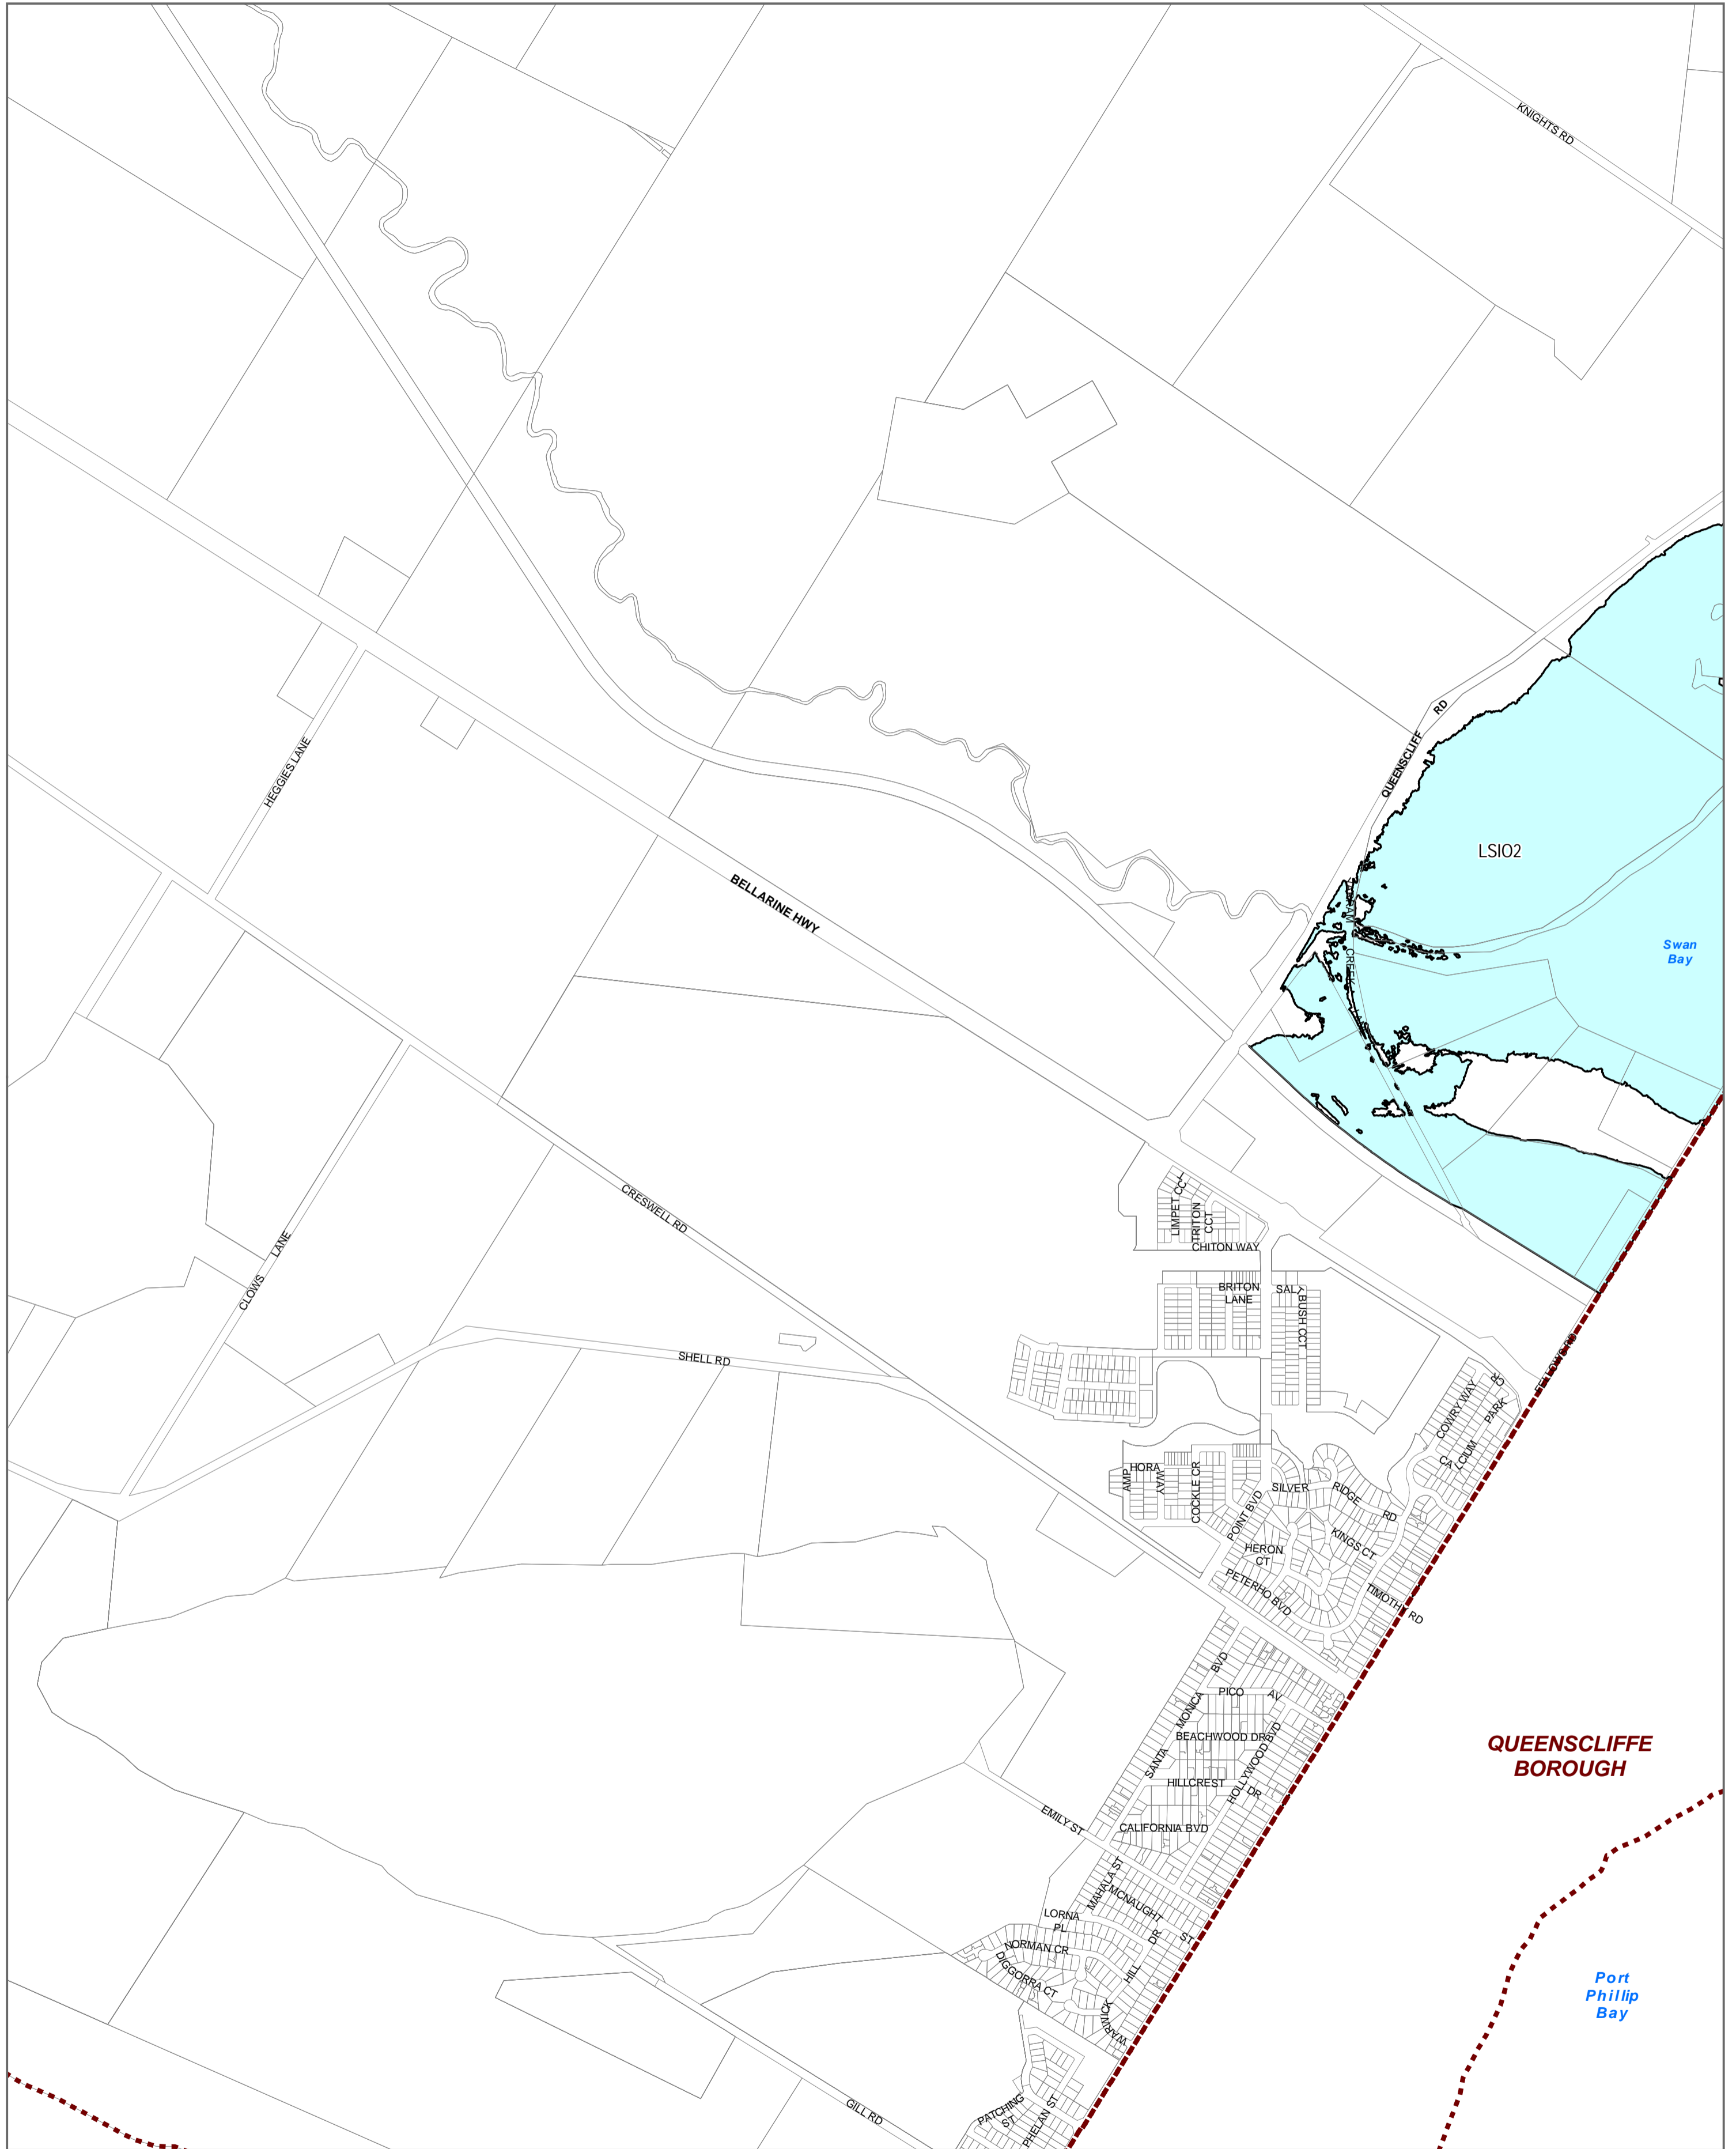 KNIGHTS RD
QUEENSCLIFF RD
HEGGIES LANE
LSIO2
BELLARINE HWY
Swan
Bay
CREEK
LIMPET CCT
TRITON
CCT
CHITON WAY
CRESWELL RD
CLOWS LANE
BRITON
LANE
SALTBUSH CCT
SHELL RD
COWRY WAY
PARK CR
CALCIUM
AMPHORA
WAY
COCKLE CR
POINT BVD
SILVER RIDGE RD
KINGS CT
HERON
CT
PETERHO BVD
TIMOTHY RD
SANTA MONICA BVD
PICO AV
BEACHWOOD DR
HOLLYWOOD BVD
HILLCREST DR
QUEENSCLIFFE
BOROUGH
EMILY ST
CALIFORNIA BVD
MAHALA ST
MCNAUGHT ST
LORNA
PL
NORMAN CR
DIGGORRA CT
WARWICK HILL DR
Port
Phillip
Bay
GILL RD
PATCHING
ST
PHELAN ST